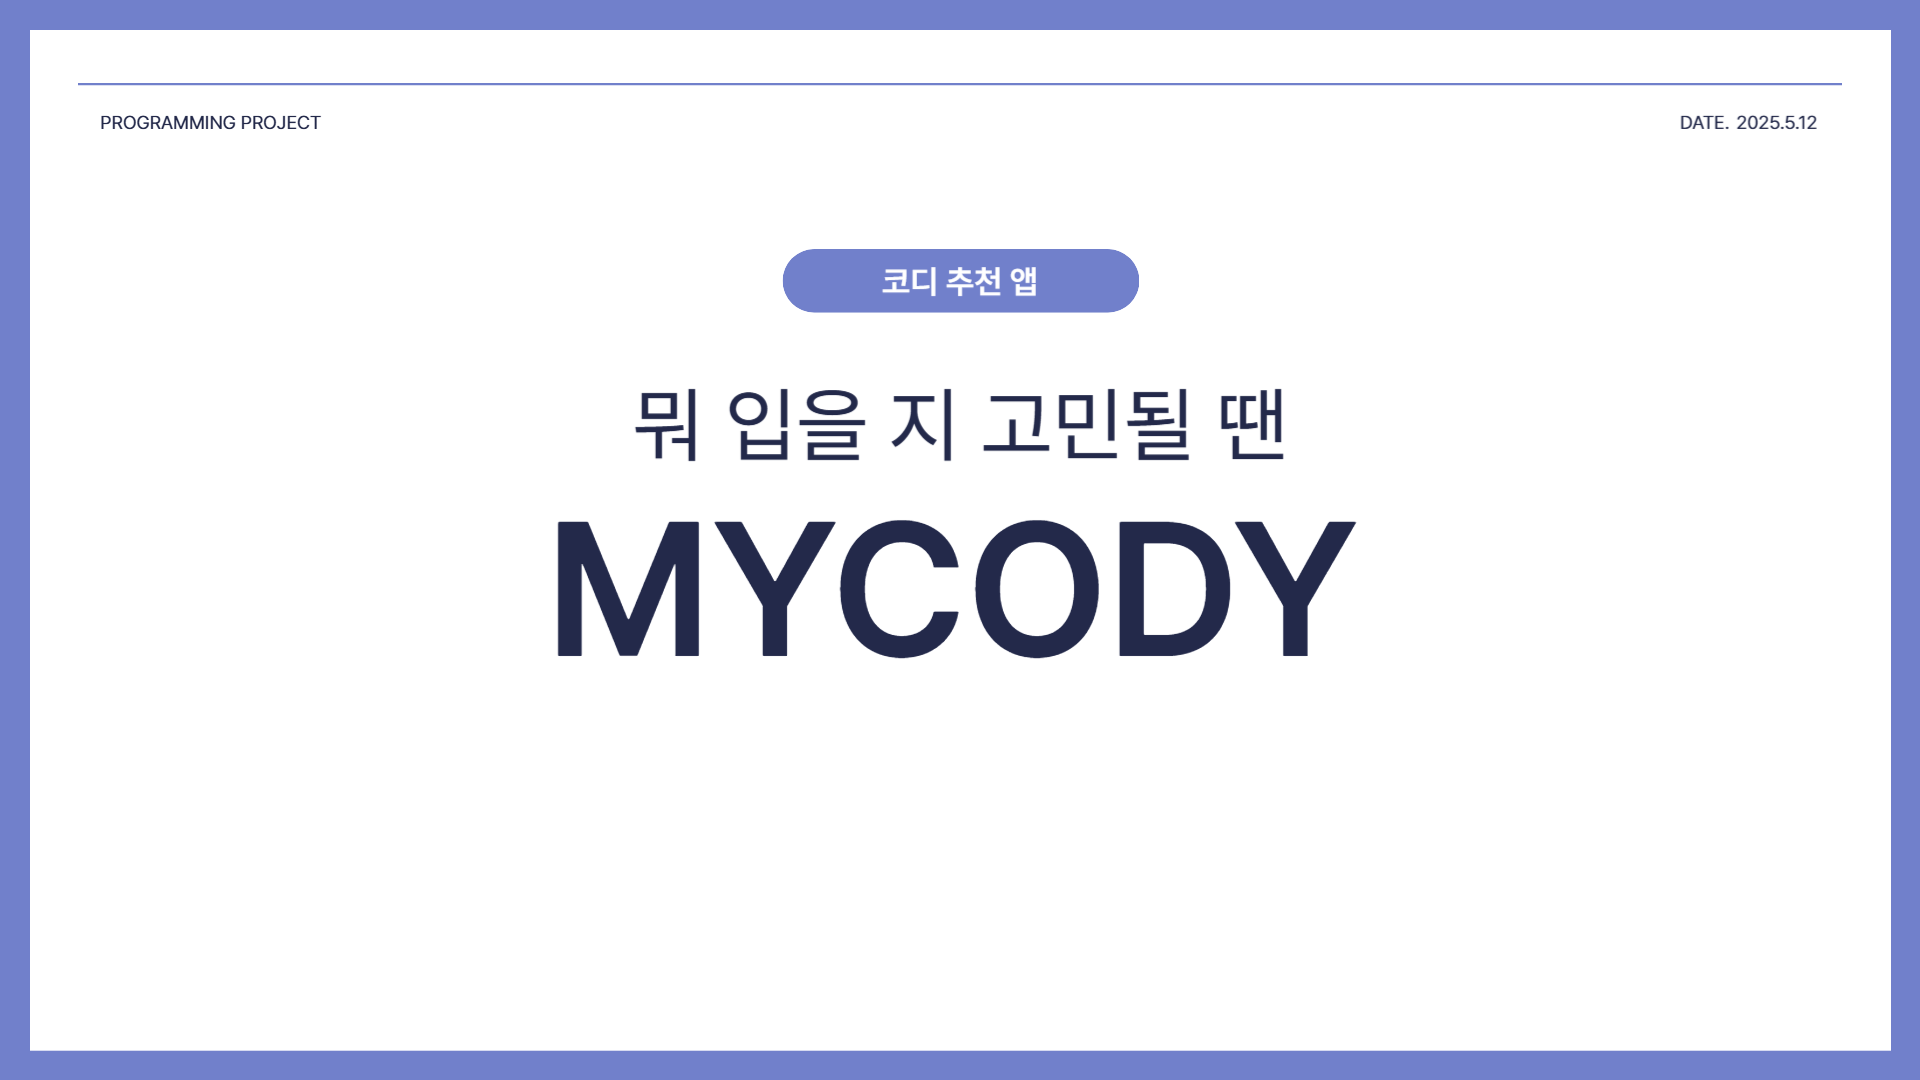 PROGRAMMING PROJECT
DATE. 2025.5.12
코디 추천 앱
뭐 입을 지 고민될 땐
MYCODY